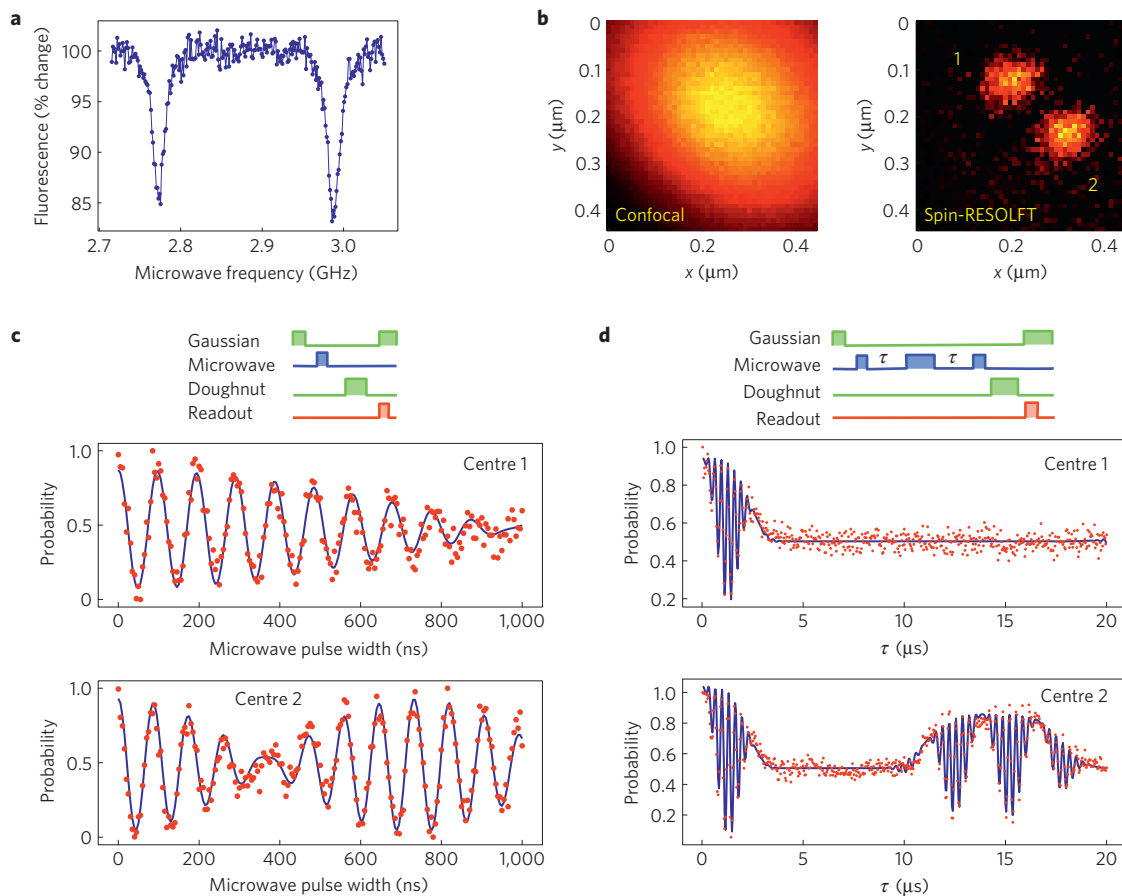 a
Fluorescence (% change)
100
95
90
85
2.7 2.8 2.9 3.0
Microwave frequency (GHz)
b
y (μm)
0
0.1
0.2
0.3
0.4
Confocal
0 0.2 0.4
x (μm)
y (μm)
0
0.1
0.2
0.3
0.4
1
2
Spin-RESOLFT
0 0.2 0.4
x (μm)
c
Gaussian
Microwave
Doughnut
Readout
Probability
1.0
0.5
0
Centre 1
0 200 400 600 800 1,000
Microwave pulse width (ns)
Probability
1.0
0.5
0
Centre 2
0 200 400 600 800 1,000
Microwave pulse width (ns)
d
Gaussian
Microwave τ τ
Doughnut
Readout
Probability
1.0
0.8
0.6
0.4
0.2
Centre 1
0 5 10 15 20
τ (μs)
Probability
1.0
0.8
0.6
0.4
0.2
Centre 2
0 5 10 15 20
τ (μs)